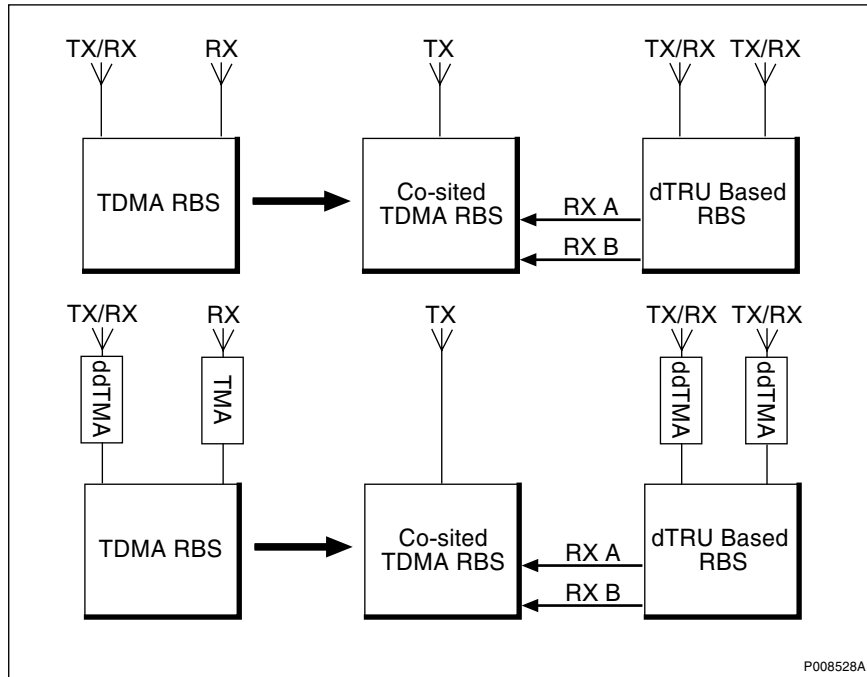 TX/RX RX TX TX/RX TX/RX
TDMA RBS
Co-sited
TDMA RBS
RX A
RX B
dTRU Based
RBS
TX/RX RX TX TX/RX TX/RX
ddTMA TMA ddTMA ddTMA
TDMA RBS
Co-sited
TDMA RBS
RX A
RX B
dTRU Based
RBS
P008528A